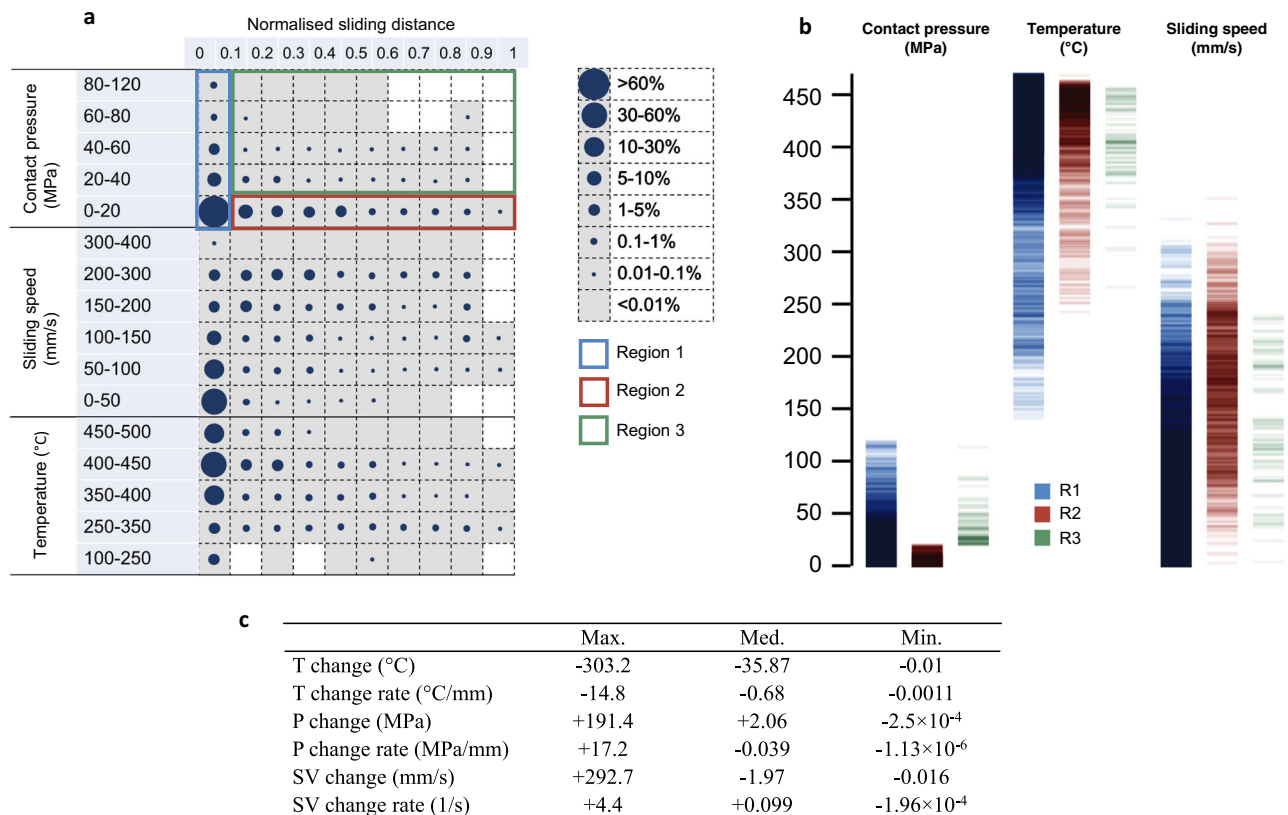 a
Normalised sliding distance
0 0.1 0.2 0.3 0.4 0.5 0.6 0.7 0.8 0.9 1
Contact pressure
(MPa)
80-120
60-80
40-60
20-40
0-20
Sliding speed
(mm/s)
300-400
200-300
150-200
100-150
50-100
0-50
Temperature (°C)
450-500
400-450
350-400
250-350
100-250
>60%
30-60%
10-30%
5-10%
1-5%
0.1-1%
0.01-0.1%
<0.01%
Region 1
Region 2
Region 3
b
Contact pressure
(MPa)
Temperature
(°C)
Sliding speed
(mm/s)
450
400
350
300
250
200
150
100
50
0
R1
R2
R3
c
Max. Med. Min.
T change (°C) -303.2 -35.87 -0.01
T change rate (°C/mm) -14.8 -0.68 -0.0011
P change (MPa) +191.4 +2.06 -2.5×10⁻⁴
P change rate (MPa/mm) +17.2 -0.039 -1.13×10⁻⁶
SV change (mm/s) +292.7 -1.97 -0.016
SV change rate (1/s) +4.4 +0.099 -1.96×10⁻⁴